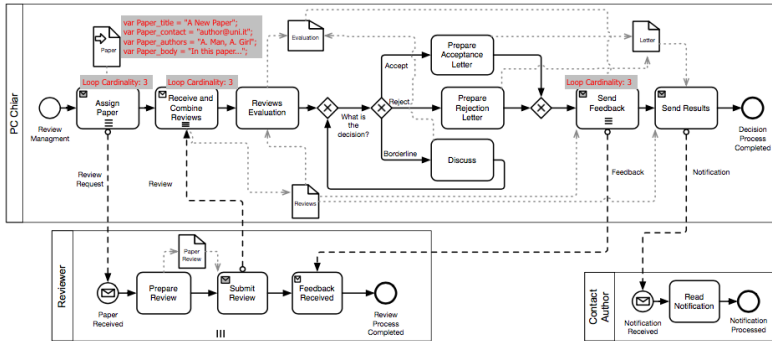 var Paper_title = "A New Paper";
var Paper_contact = "author@uni.it";
var Paper_authors = "A. Man, A. Girl";
var Paper_body = "In this paper...";
Paper
Evaluation
Letter
Prepare
Acceptance
Letter
Accept
Loop Cardinality: 3
Loop Cardinality: 3
Loop Cardinality: 3
PC Chiar
Review
Managment
Assign
Paper
Receive and
Combine
Reviews
Reviews
Evaluation
What is
the
decision?
Reject
Prepare
Rejection
Letter
Send
Feedback
Send Results
Decision
Process
Completed
Borderline
Discuss
Review
Request
Review
Reviews
Feedback
Notification
Reviewer
Paper
Review
Paper
Received
Prepare
Review
Submit
Review
Feedback
Received
Review
Process
Completed
Contact
Author
Notification
Received
Read
Notification
Notification
Processed